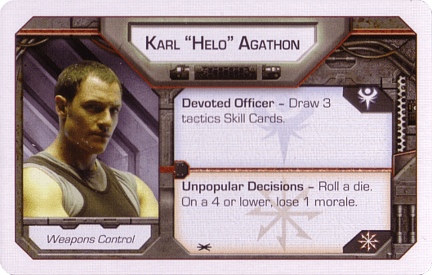 KARL "HELO" AGATHON
Devoted Officer – Draw 3
tactics Skill Cards.
Unpopular Decisions – Roll a die.
On a 4 or lower, lose 1 morale.
Weapons Control